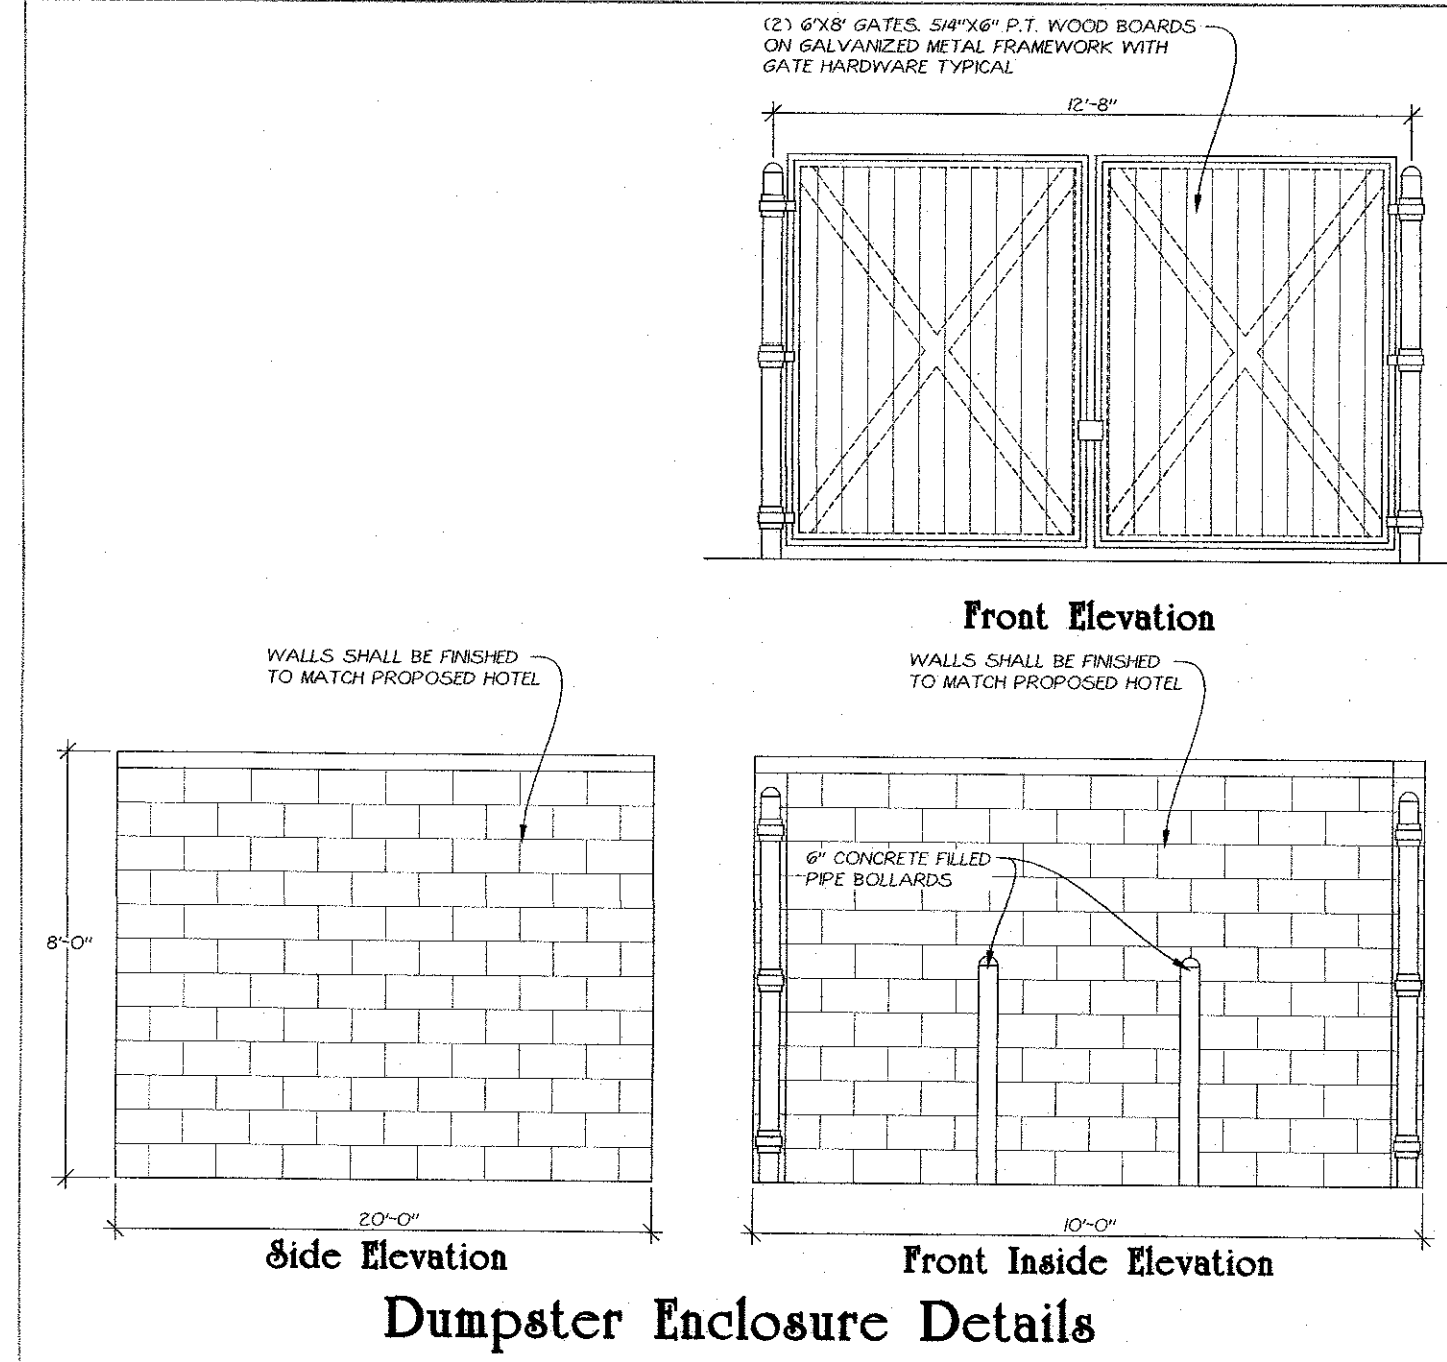 (2) 6'X8' GATES. 5/4"X6" P.T. WOOD BOARDS
ON GALVANIZED METAL FRAMEWORK WITH
GATE HARDWARE TYPICAL
12'-8"
Front Elevation
WALLS SHALL BE FINISHED
TO MATCH PROPOSED HOTEL
WALLS SHALL BE FINISHED
TO MATCH PROPOSED HOTEL
6" CONCRETE FILLED
PIPE BOLLARDS
8'-0"
20'-0"
10'-0"
Side Elevation
Front Inside Elevation
Dumpster Enclosure Details